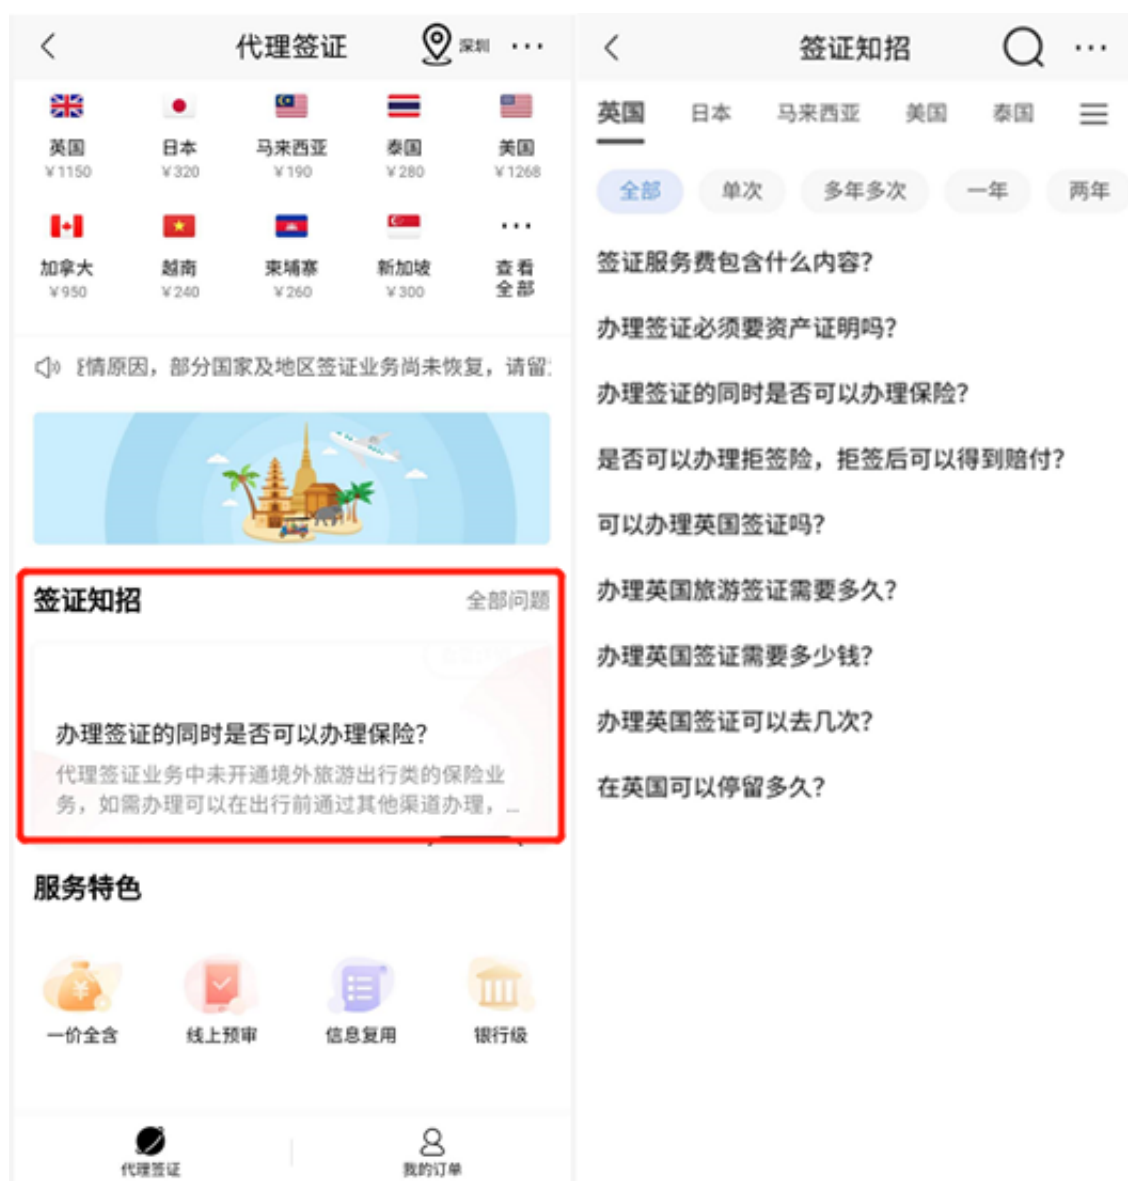 代理签证
深圳
英国
日本
马来西亚
泰国
美国
¥1150
¥320
¥190
¥280
¥1268
加拿大
越南
柬埔寨
新加坡
查看
全部
¥950
¥240
¥260
¥300
情原因，部分国家及地区签证业务尚未恢复，请留
签证知招
全部问题
办理签证的同时是否可以办理保险？
代理签证业务中未开通境外旅游出行类的保险业
务，如需办理可以在出行前通过其他渠道办理，...
服务特色
一价全含
线上预审
信息复用
银行级
代理签证
我的订单
签证知招
英国
日本
马来西亚
美国
泰国
全部
单次
多年多次
一年
两年
签证服务费包含什么内容？
办理签证必须要资产证明吗？
办理签证的同时是否可以办理保险？
是否可以办理拒签险，拒签后可以得到赔付？
可以办理英国签证吗？
办理英国旅游签证需要多久？
办理英国签证需要多少钱？
办理英国签证可以去几次？
在英国可以停留多久？